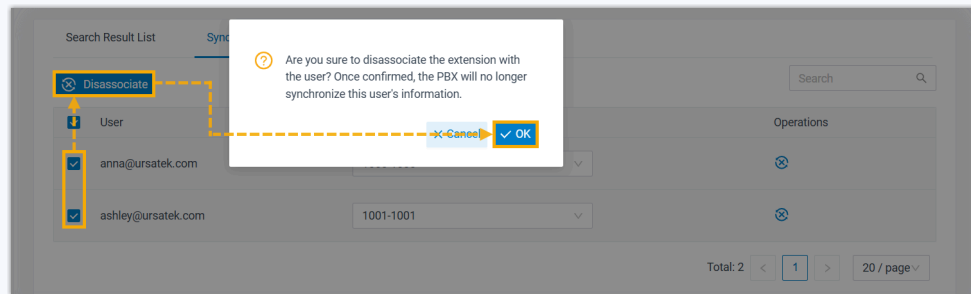 Search Result List
Sync
Are you sure to disassociate the extension with
the user? Once confirmed, the PBX will no longer
synchronize this user's information.
Disassociate
Search
Cancel
OK
User
Operations
anna@ursatek.com
ashley@ursatek.com
1001-1001
Total: 2
1
20 / page